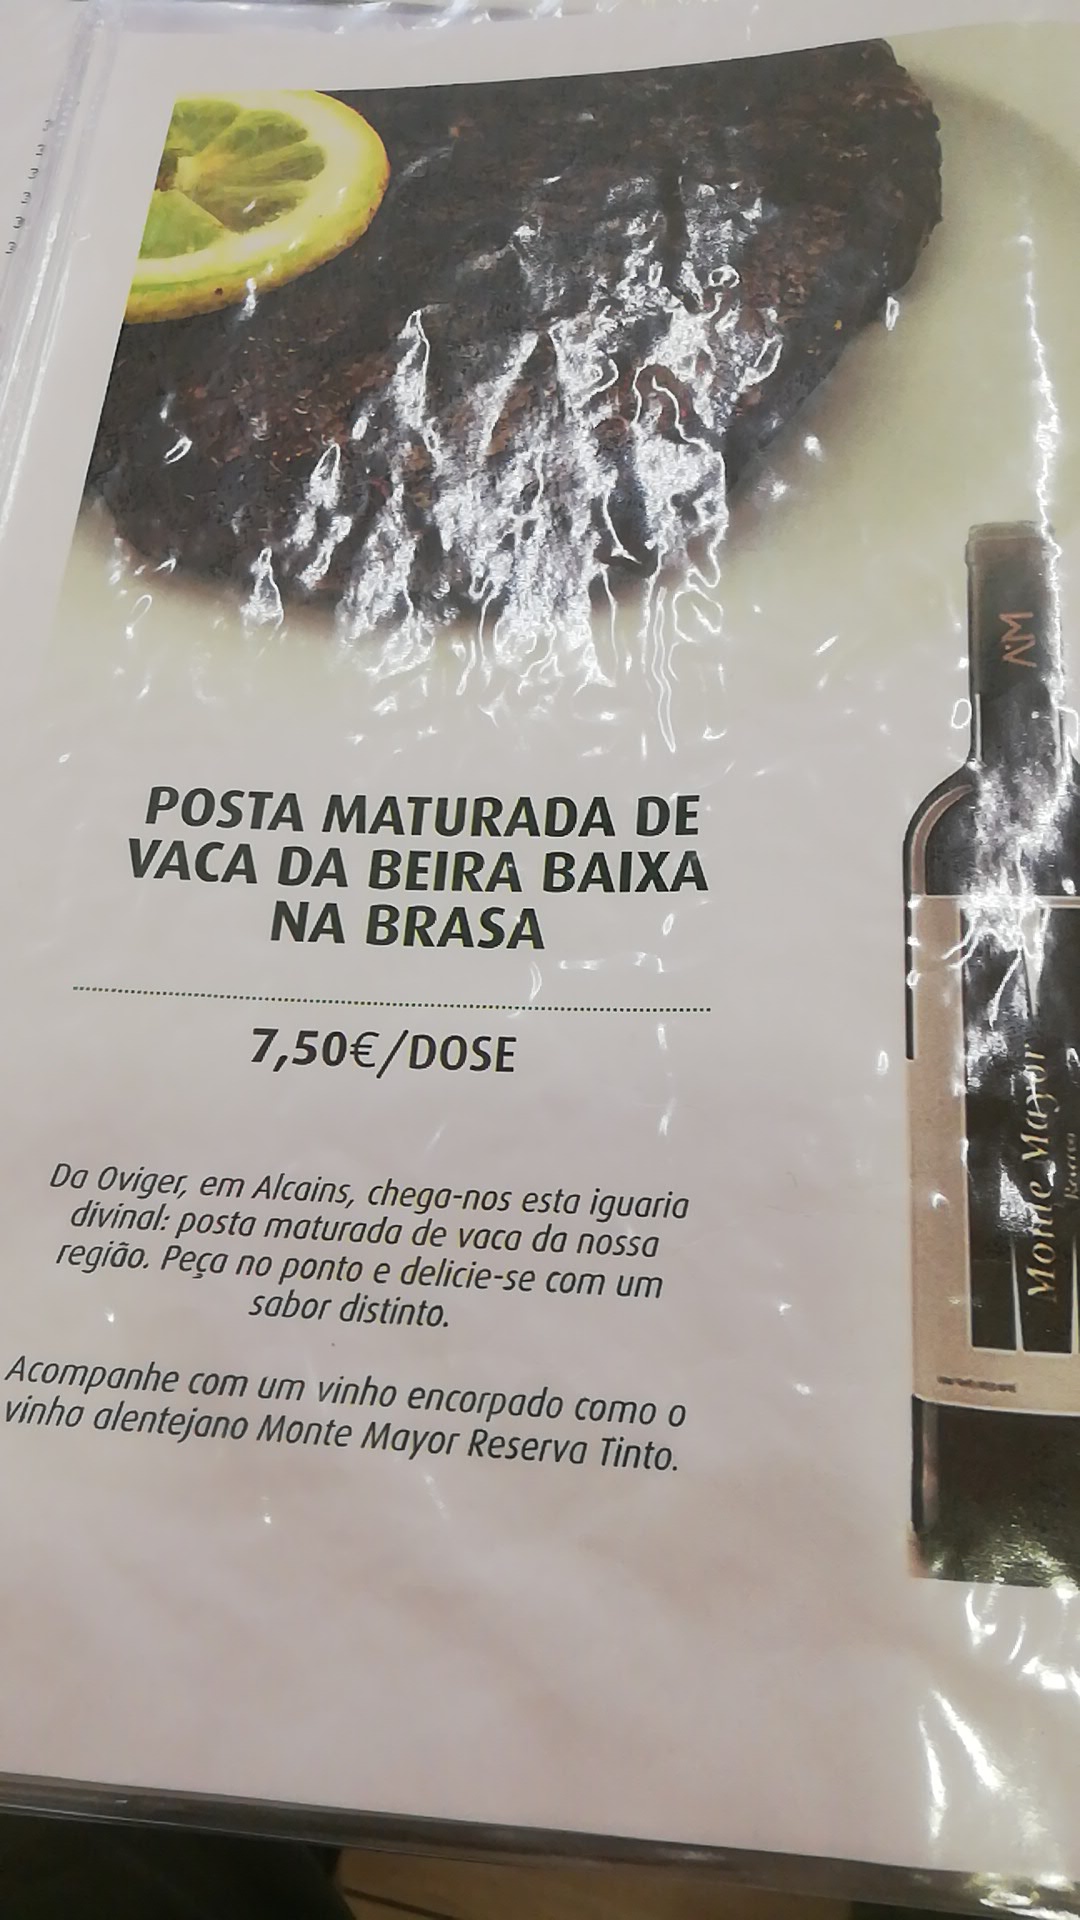 POSTA MATURADA DE
VACA DA BEIRA BAIXA
NA BRASA
7,50€/DOSE
Da Oviger, em Alcains, chega-nos esta iguaria
divinal: posta maturada de vaca da nossa
região. Peça no ponto e delicie-se com um
sabor distinto.
Acompanhe com um vinho encorpado como o
vinho alentejano Monte Mayor Reserva Tinto.
Monte Mayor
Reserva